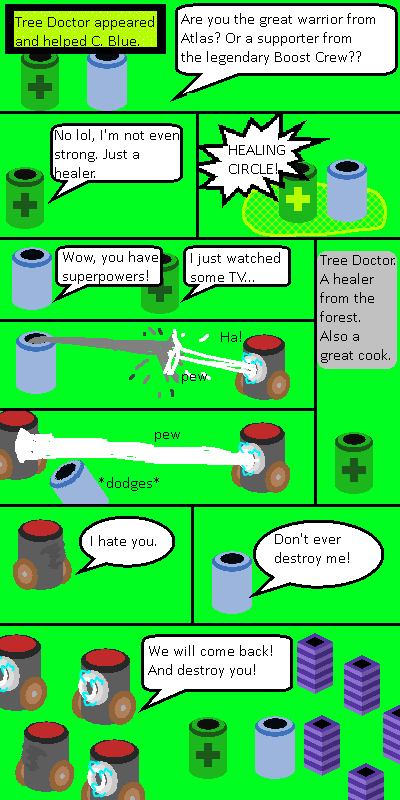 Tree Doctor appeared
and helped C. Blue.
Are you the great warrior from
Atlas? Or a supporter from
the legendary Boost Crew??
No lol, I'm not even
strong. Just a
healer.
HEALING
CIRCLE!
Wow, you have
superpowers!
I just watched
some TV...
Tree Doctor.
A healer
from the
forest.
Also a
great cook.
Ha!
pew
pew
*dodges*
I hate you.
Don't ever
destroy me!
We will come back!
And destroy you!